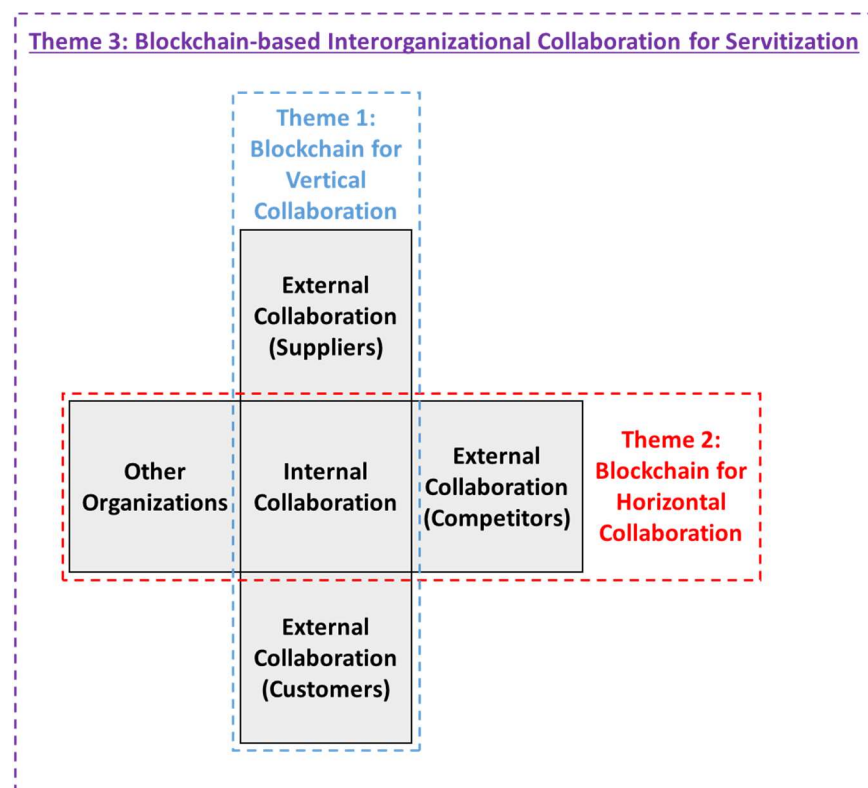 Theme 3: Blockchain-based Interorganizational Collaboration for Servitization
Theme 1:
Blockchain for
Vertical
Collaboration
External
Collaboration
(Suppliers)
Other
Organizations
Internal
Collaboration
External
Collaboration
(Competitors)
Theme 2:
Blockchain for
Horizontal
Collaboration
External
Collaboration
(Customers)